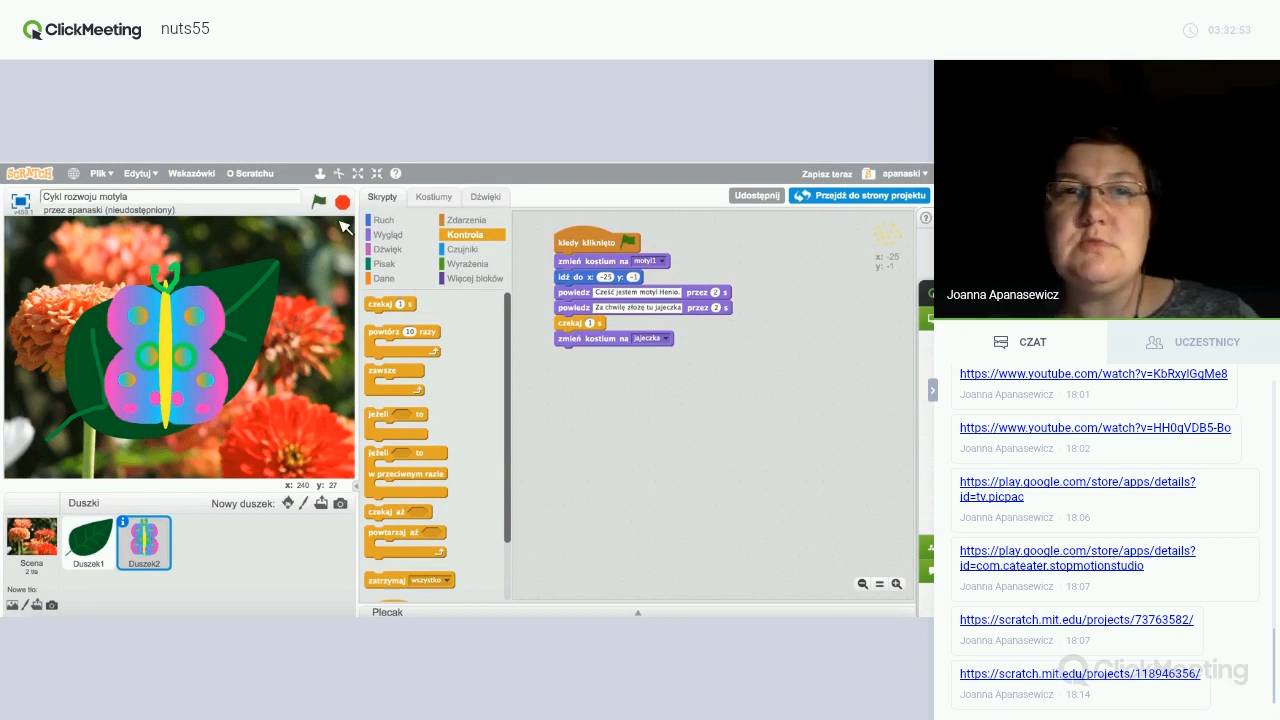 ClickMeeting
nuts55
03:32:53
SCRATCH
Plik
Edytuj
Wskazówki
O Scratchu
Zapisz teraz
apanaski
Cykl rozwoju motyla
przez apanaski (nieudostępniony)
Skrypty
Kostiumy
Dźwięki
Udostępnij
Przejdź do strony projektu
Ruch
Zdarzenia
Wygląd
Kontrola
Dźwięk
Czujniki
Pisak
Wyrażenia
Dane
Więcej bloków
czekaj 1 s
powtórz 10 razy
zawsze
jeżeli to
jeżeli to
w przeciwnym razie
czekaj aż
powtarzaj aż
zatrzymaj wszystko
kiedy kliknięto
zmień kostium na motyl1
idź do x: -25 y: -1
powiedz Cześć jestem motyl Henio. przez 2 s
powiedz Za chwilę złożę tu jajeczka przez 2 s
czekaj 1 s
zmień kostium na jajeczka
x: -25
y: -1
x: 240 y: 27
Duszki
Nowy duszek:
Scena
2 tła
Duszek1
Duszek2
Nowe tło:
Plecak
Joanna Apanasewicz
CZAT
UCZESTNICY
https://www.youtube.com/watch?v=KbRxylGgMe8
Joanna Apanasewicz · 18:01
https://www.youtube.com/watch?v=HH0qVDB5-Bo
Joanna Apanasewicz · 18:02
https://play.google.com/store/apps/details?
id=tv.picpac
Joanna Apanasewicz · 18:06
https://play.google.com/store/apps/details?
id=com.cateater.stopmotionstudio
Joanna Apanasewicz · 18:07
https://scratch.mit.edu/projects/73763582/
Joanna Apanasewicz · 18:07
https://scratch.mit.edu/projects/118946356/
Joanna Apanasewicz · 18:14
ClickMeeting